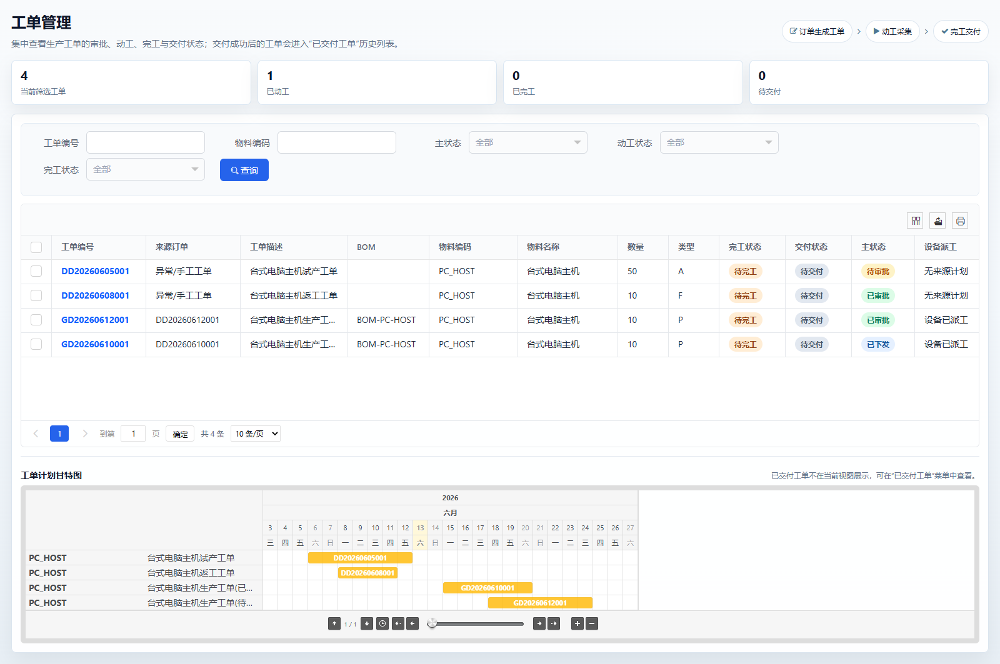 工单管理
集中查看生产工单的审批、动工、完工与交付状态；交付成功后的工单会进入“已交付工单”历史列表。
订单生成工单 › 动工采集 › 完工交付
4
当前筛选工单
1
已动工
0
已完工
0
待交付
工单编号 物料编码 主状态 全部 动工状态 全部
完工状态 全部 查询
工单编号 来源订单 工单描述 BOM 物料编码 物料名称 数量 类型 完工状态 交付状态 主状态 设备派工
DD20260605001 异常/手工工单 台式电脑主机试产工单 PC_HOST 台式电脑主机 50 A 待完工 待交付 待审批 无来源计划
DD20260608001 异常/手工工单 台式电脑主机返工工单 PC_HOST 台式电脑主机 10 F 待完工 待交付 已审批 无来源计划
GD20260612001 DD20260612001 台式电脑主机生产工... BOM-PC-HOST PC_HOST 台式电脑主机 10 P 待完工 待交付 已审批 设备已派工
GD20260610001 DD20260610001 台式电脑主机生产工... BOM-PC-HOST PC_HOST 台式电脑主机 10 P 待完工 待交付 已下发 设备已派工
1 到第 1 页 确定 共 4 条 10 条/页
工单计划甘特图
已交付工单不在当前视图展示，可在“已交付工单”菜单中查看。
2026
六月
3 4 5 6 7 8 9 10 11 12 13 14 15 16 17 18 19 20 21 22 23 24 25 26 27
三 四 五 六 日 一 二 三 四 五 六 日 一 二 三 四 五 六 日 一 二 三 四 五 六
PC_HOST 台式电脑主机试产工单 DD20260605001
PC_HOST 台式电脑主机返工工单 DD20260608001
PC_HOST 台式电脑主机生产工单(已... GD20260610001
PC_HOST 台式电脑主机生产工单(待... GD20260612001
1 / 1